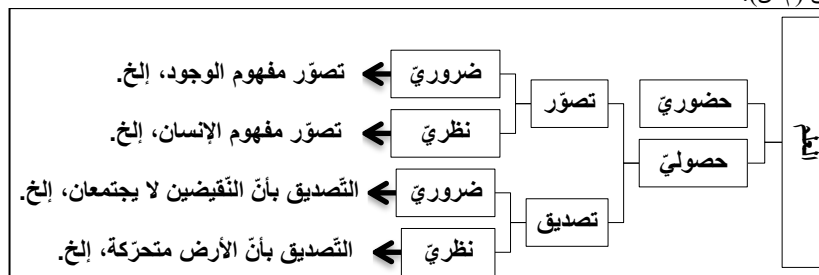 العلم
حضوريّ
حصوليّ
تصوّر
ضروريّ
تصوّر مفهوم الوجود، إلخ.
نظريّ
تصوّر مفهوم الإنسان، إلخ.
تصديق
ضروريّ
التّصديق بأنّ النّقيضين لا يجتمعان، إلخ.
نظريّ
التّصديق بأنّ الأرض متحرّكة، إلخ.